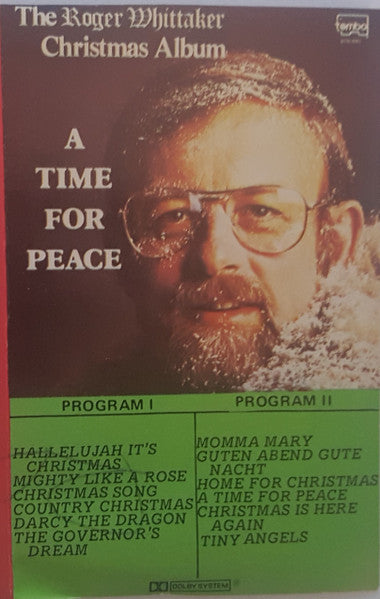 The Roger Whittaker
Christmas Album
tembo
A
TIME
FOR
PEACE
PROGRAM I
HALLELUJAH IT'S
CHRISTMAS
MIGHTY LIKE A ROSE
CHRISTMAS SONG
COUNTRY CHRISTMAS
DARCY THE DRAGON
THE GOVERNOR'S
DREAM
PROGRAM II
MOMMA MARY
GUTEN ABEND GUTE
NACHT
HOME FOR CHRISTMAS
A TIME FOR PEACE
CHRISTMAS IS HERE
AGAIN
TINY ANGELS
DOLBY SYSTEM